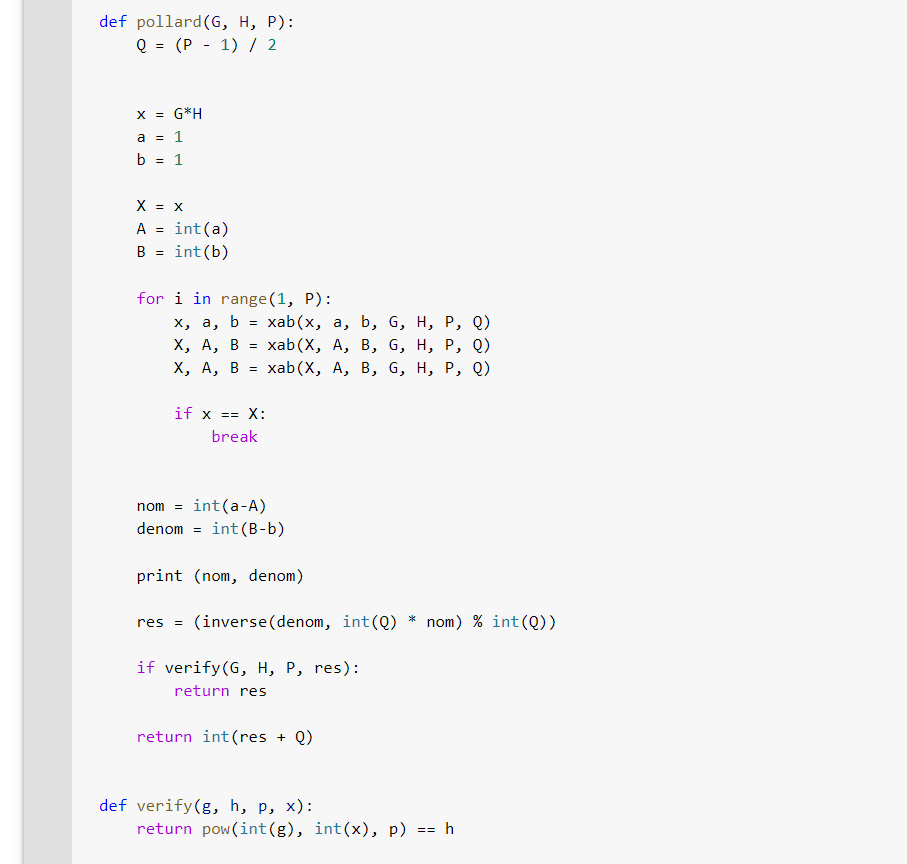 def pollard(G, H, P):
    Q = (P - 1) / 2
    x = G*H
    a = 1
    b = 1
    X = x
    A = int(a)
    B = int(b)
    for i in range(1, P):
        x, a, b = xab(x, a, b, G, H, P, Q)
        X, A, B = xab(X, A, B, G, H, P, Q)
        X, A, B = xab(X, A, B, G, H, P, Q)
        if x == X:
            break
    nom = int(a-A)
    denom = int(B-b)
    print (nom, denom)
    res = (inverse(denom, int(Q) * nom) % int(Q))
    if verify(G, H, P, res):
        return res
    return int(res + Q)
def verify(g, h, p, x):
    return pow(int(g), int(x), p) == h